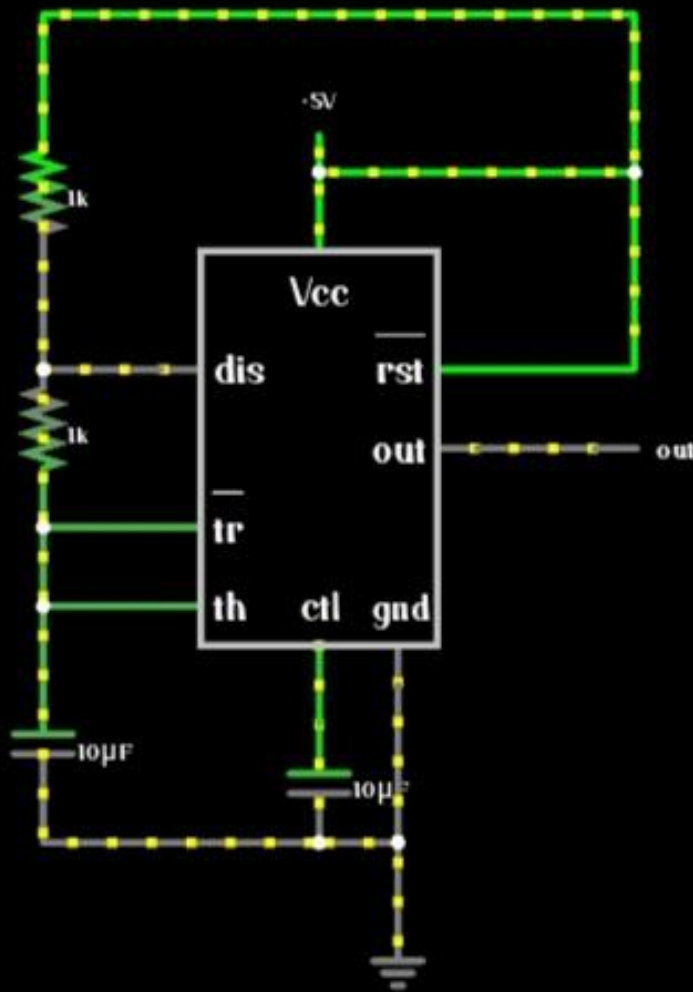 +5V
1k
Vcc
dis
rst
1k
out
out
tr
th
ctl
gnd
10µF
10µF